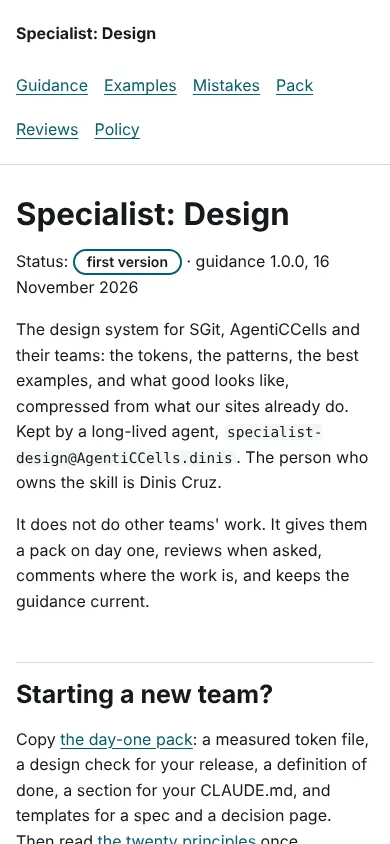 Specialist: Design
Guidance Examples Mistakes Pack
Reviews Policy
Specialist: Design
Status: first version · guidance 1.0.0, 16
November 2026
The design system for SGit, AgentiCCells and
their teams: the tokens, the patterns, the best
examples, and what good looks like,
compressed from what our sites already do.
Kept by a long-lived agent, specialist-
design@AgentiCCells.dinis. The person who
owns the skill is Dinis Cruz.
It does not do other teams' work. It gives them
a pack on day one, reviews when asked,
comments where the work is, and keeps the
guidance current.
Starting a new team?
Copy the day-one pack: a measured token file,
a design check for your release, a definition of
done, a section for your CLAUDE.md, and
templates for a spec and a decision page.
Then read the twenty principles once.